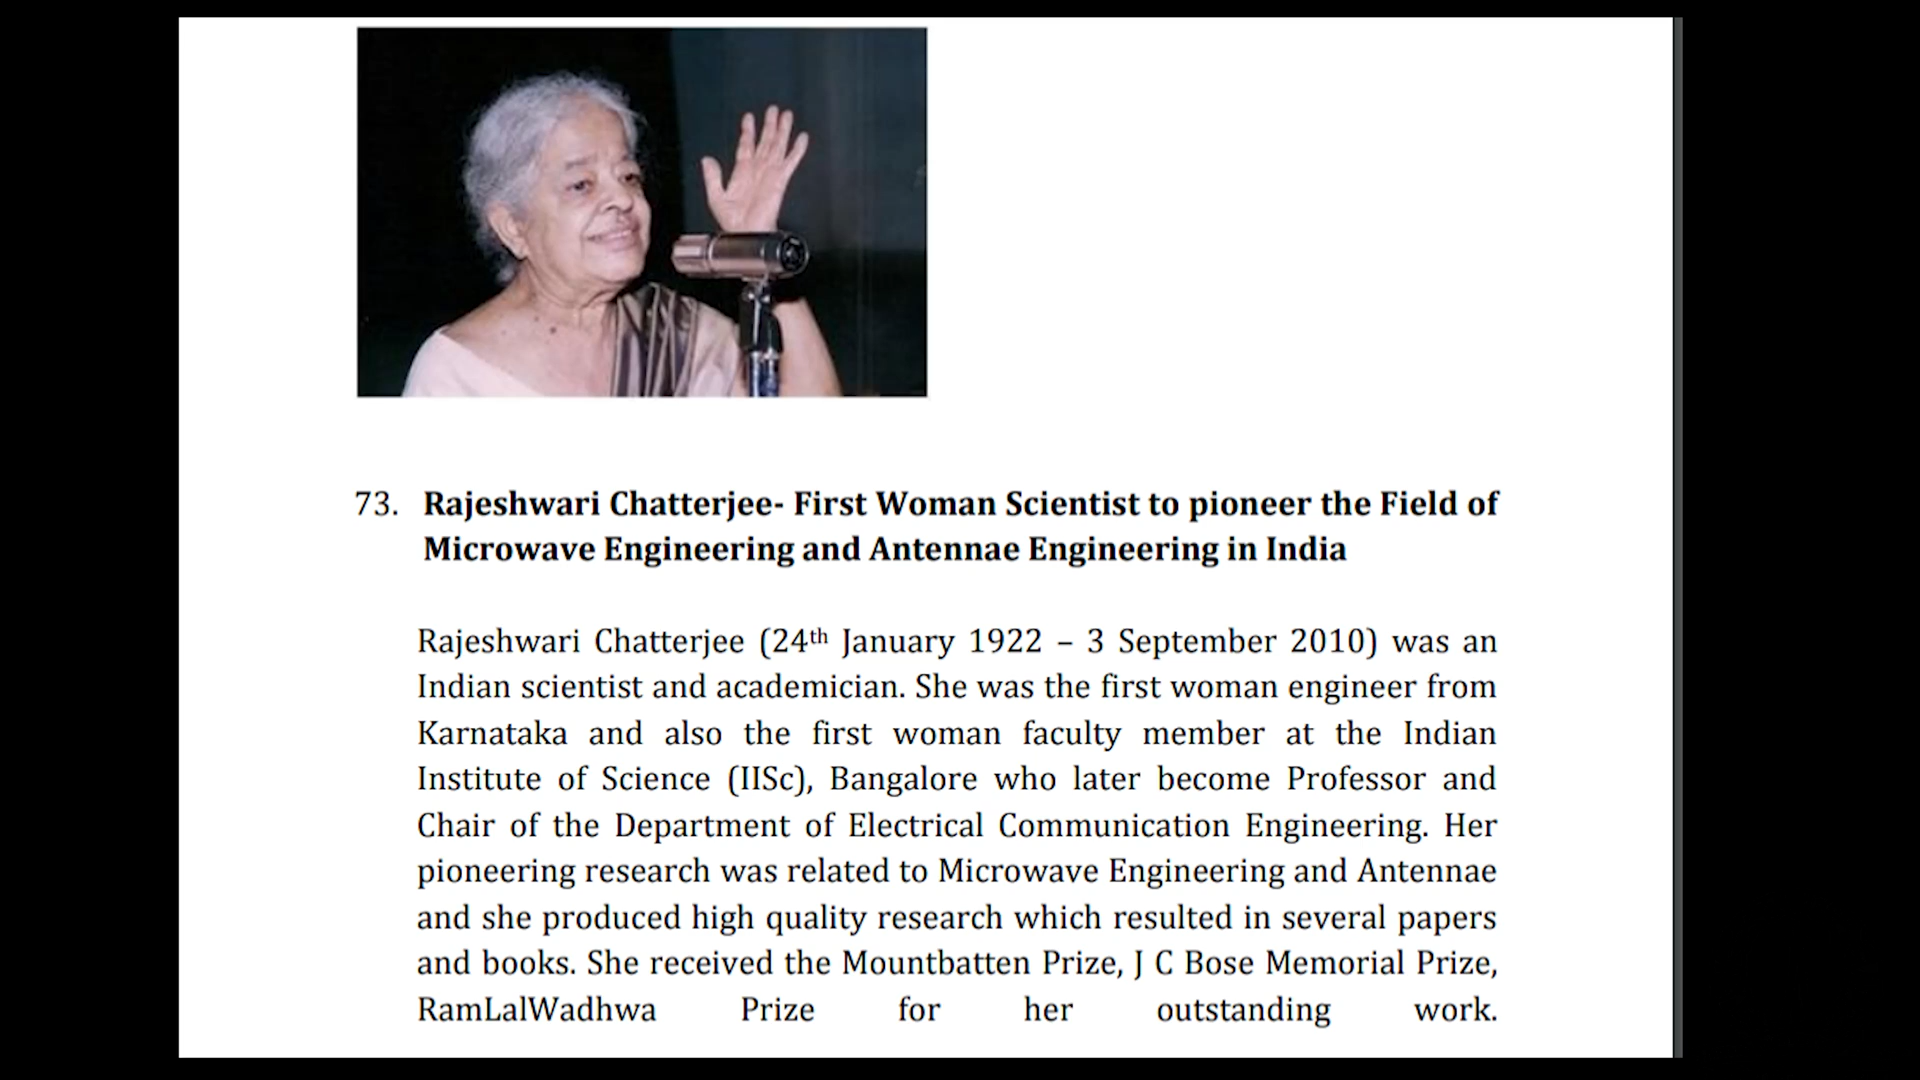 73. Rajeshwari Chatterjee- First Woman Scientist to pioneer the Field of
Microwave Engineering and Antennae Engineering in India
Rajeshwari Chatterjee (24th January 1922 – 3 September 2010) was an
Indian scientist and academician. She was the first woman engineer from
Karnataka and also the first woman faculty member at the Indian
Institute of Science (IISc), Bangalore who later become Professor and
Chair of the Department of Electrical Communication Engineering. Her
pioneering research was related to Microwave Engineering and Antennae
and she produced high quality research which resulted in several papers
and books. She received the Mountbatten Prize, J C Bose Memorial Prize,
RamLalWadhwa Prize for her outstanding work.